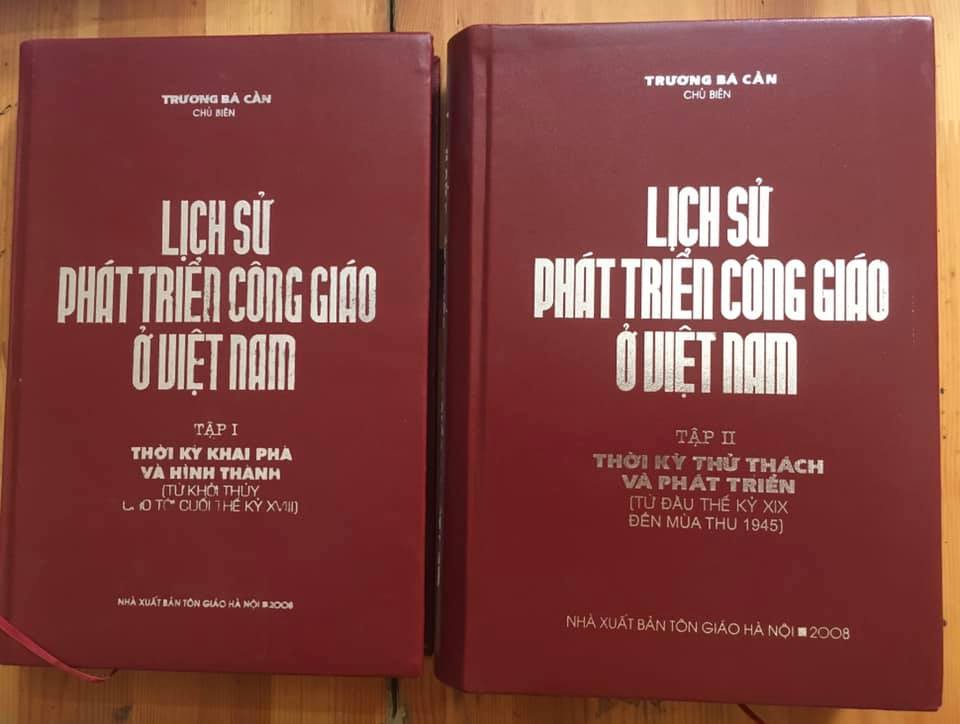 TRƯƠNG BÁ CẦN
CHỦ BIÊN
LỊCH SỬ
PHÁT TRIỂN CÔNG GIÁO
Ở VIỆT NAM
TẬP I
THỜI KỲ KHAI PHÁ
VÀ HÌNH THÀNH
(TỪ KHỞI THỦY
CHO TỚI CUỐI THẾ KỶ XVIII)
NHÀ XUẤT BẢN TÔN GIÁO HÀ NỘI ■ 2008
TRƯƠNG BÁ CẦN
CHỦ BIÊN
LỊCH SỬ
PHÁT TRIỂN CÔNG GIÁO
Ở VIỆT NAM
TẬP II
THỜI KỲ THỬ THÁCH
VÀ PHÁT TRIỂN
(TỪ ĐẦU THẾ KỶ XIX
ĐẾN MÙA THU 1945)
NHÀ XUẤT BẢN TÔN GIÁO HÀ NỘI ■ 2008